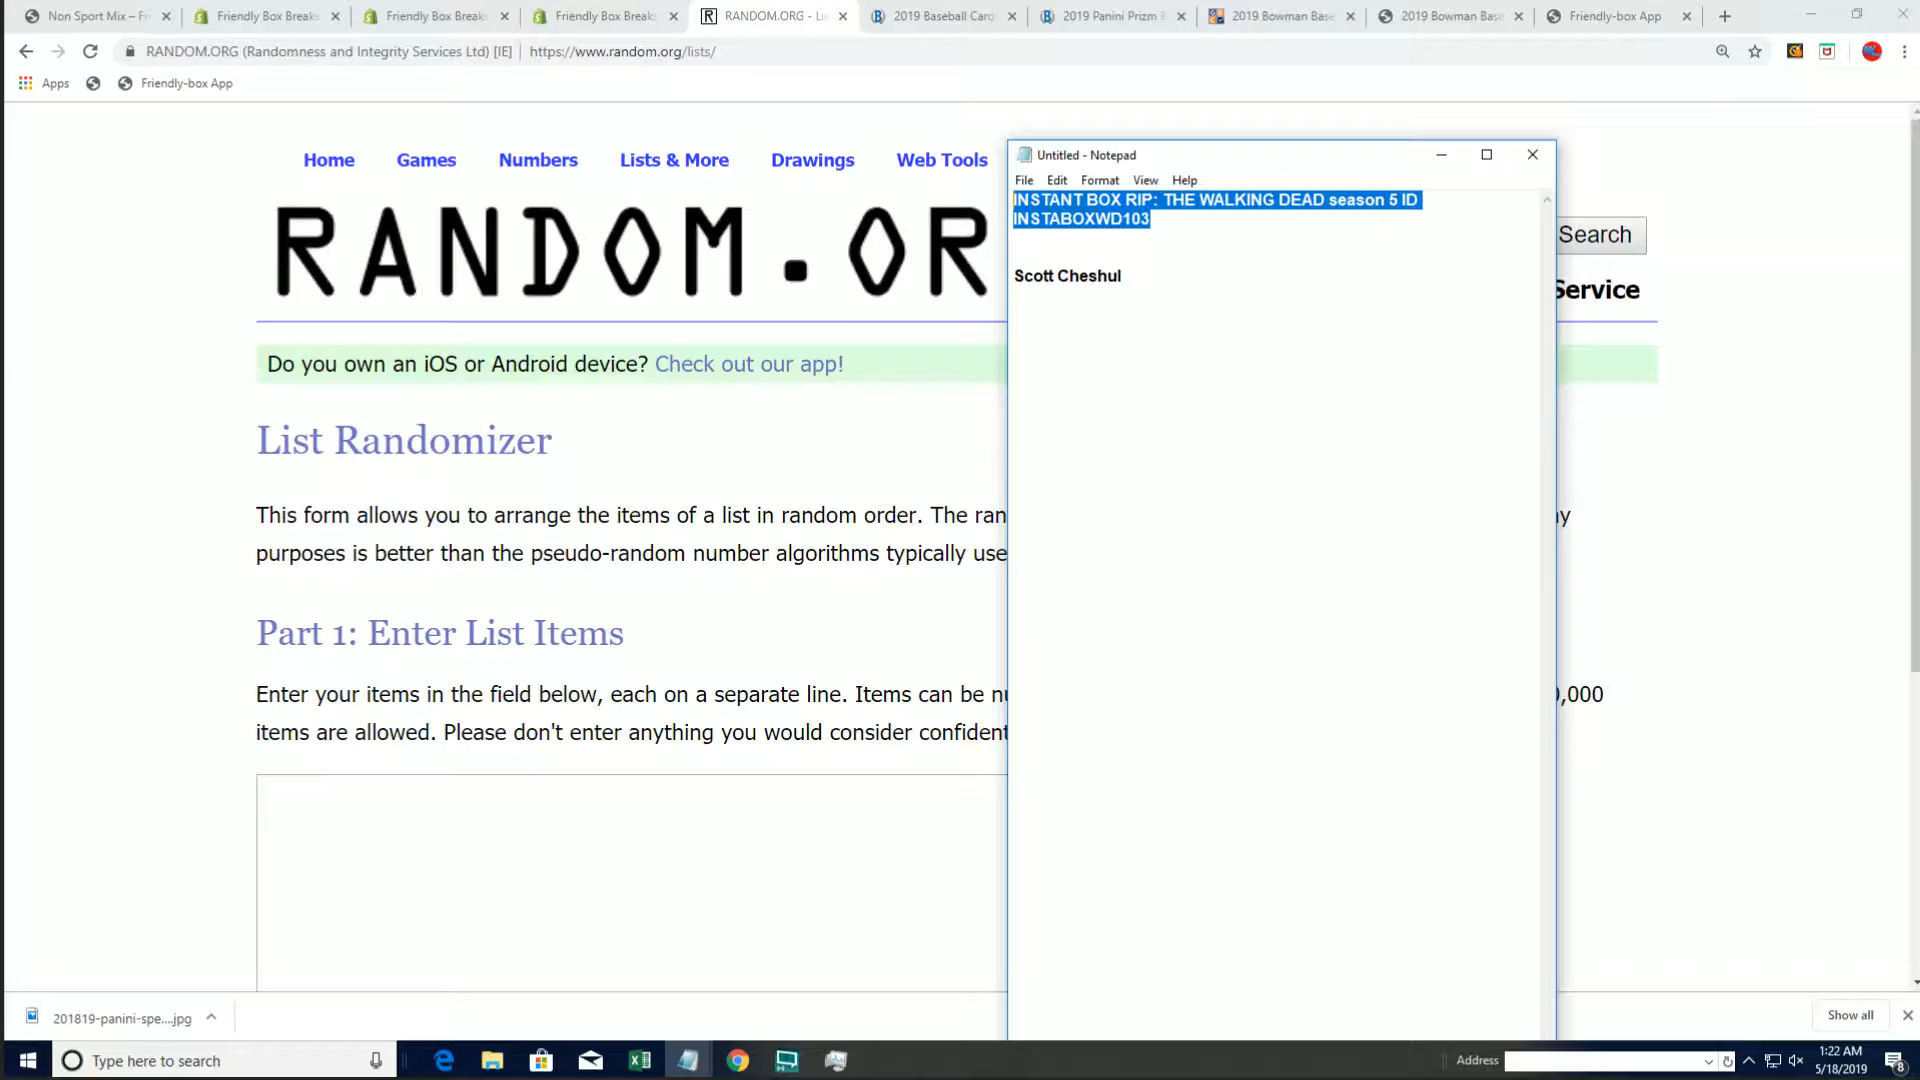 Non Sport Mix – Fr
Friendly Box Breaks
Friendly Box Breaks
Friendly Box Breaks
RANDOM.ORG - Li
2019 Baseball Card
2019 Panini Prizm B
2019 Bowman Base
2019 Bowman Base
Friendly-box App
RANDOM.ORG (Randomness and Integrity Services Ltd) [IE] | https://www.random.org/lists/
Apps
Friendly-box App
Home Games Numbers Lists & More Drawings Web Tools
RANDOM.OR
Search
Service
Do you own an iOS or Android device? Check out our app!
List Randomizer
This form allows you to arrange the items of a list in random order. The ran
purposes is better than the pseudo-random number algorithms typically use
Part 1: Enter List Items
Enter your items in the field below, each on a separate line. Items can be nu
0,000
items are allowed. Please don't enter anything you would consider confident
Untitled - Notepad
File Edit Format View Help
INSTANT BOX RIP: THE WALKING DEAD season 5 ID
INSTABOXWD103
Scott Cheshul
201819-panini-spe....jpg
Show all
Type here to search
Address
1:22 AM
5/18/2019
8